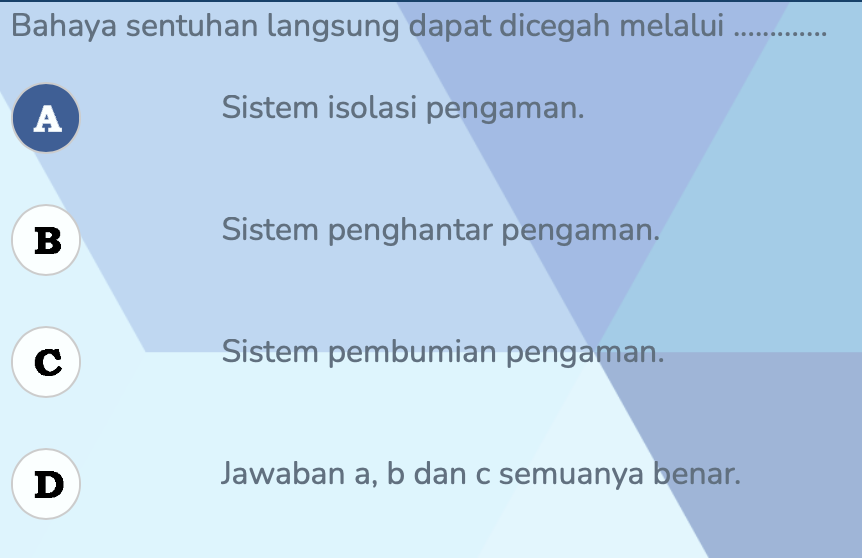 Bahaya sentuhan langsung dapat dicegah melalui .............
A Sistem isolasi pengaman.
B Sistem penghantar pengaman.
C Sistem pembumian pengaman.
D Jawaban a, b dan c semuanya benar.